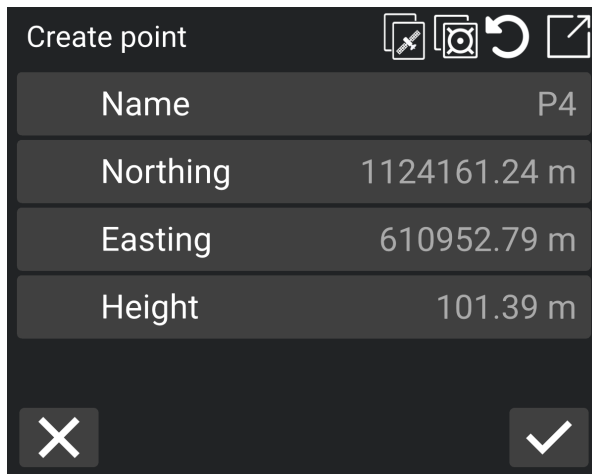 Create point
Name P4
Northing 1124161.24 m
Easting 610952.79 m
Height 101.39 m